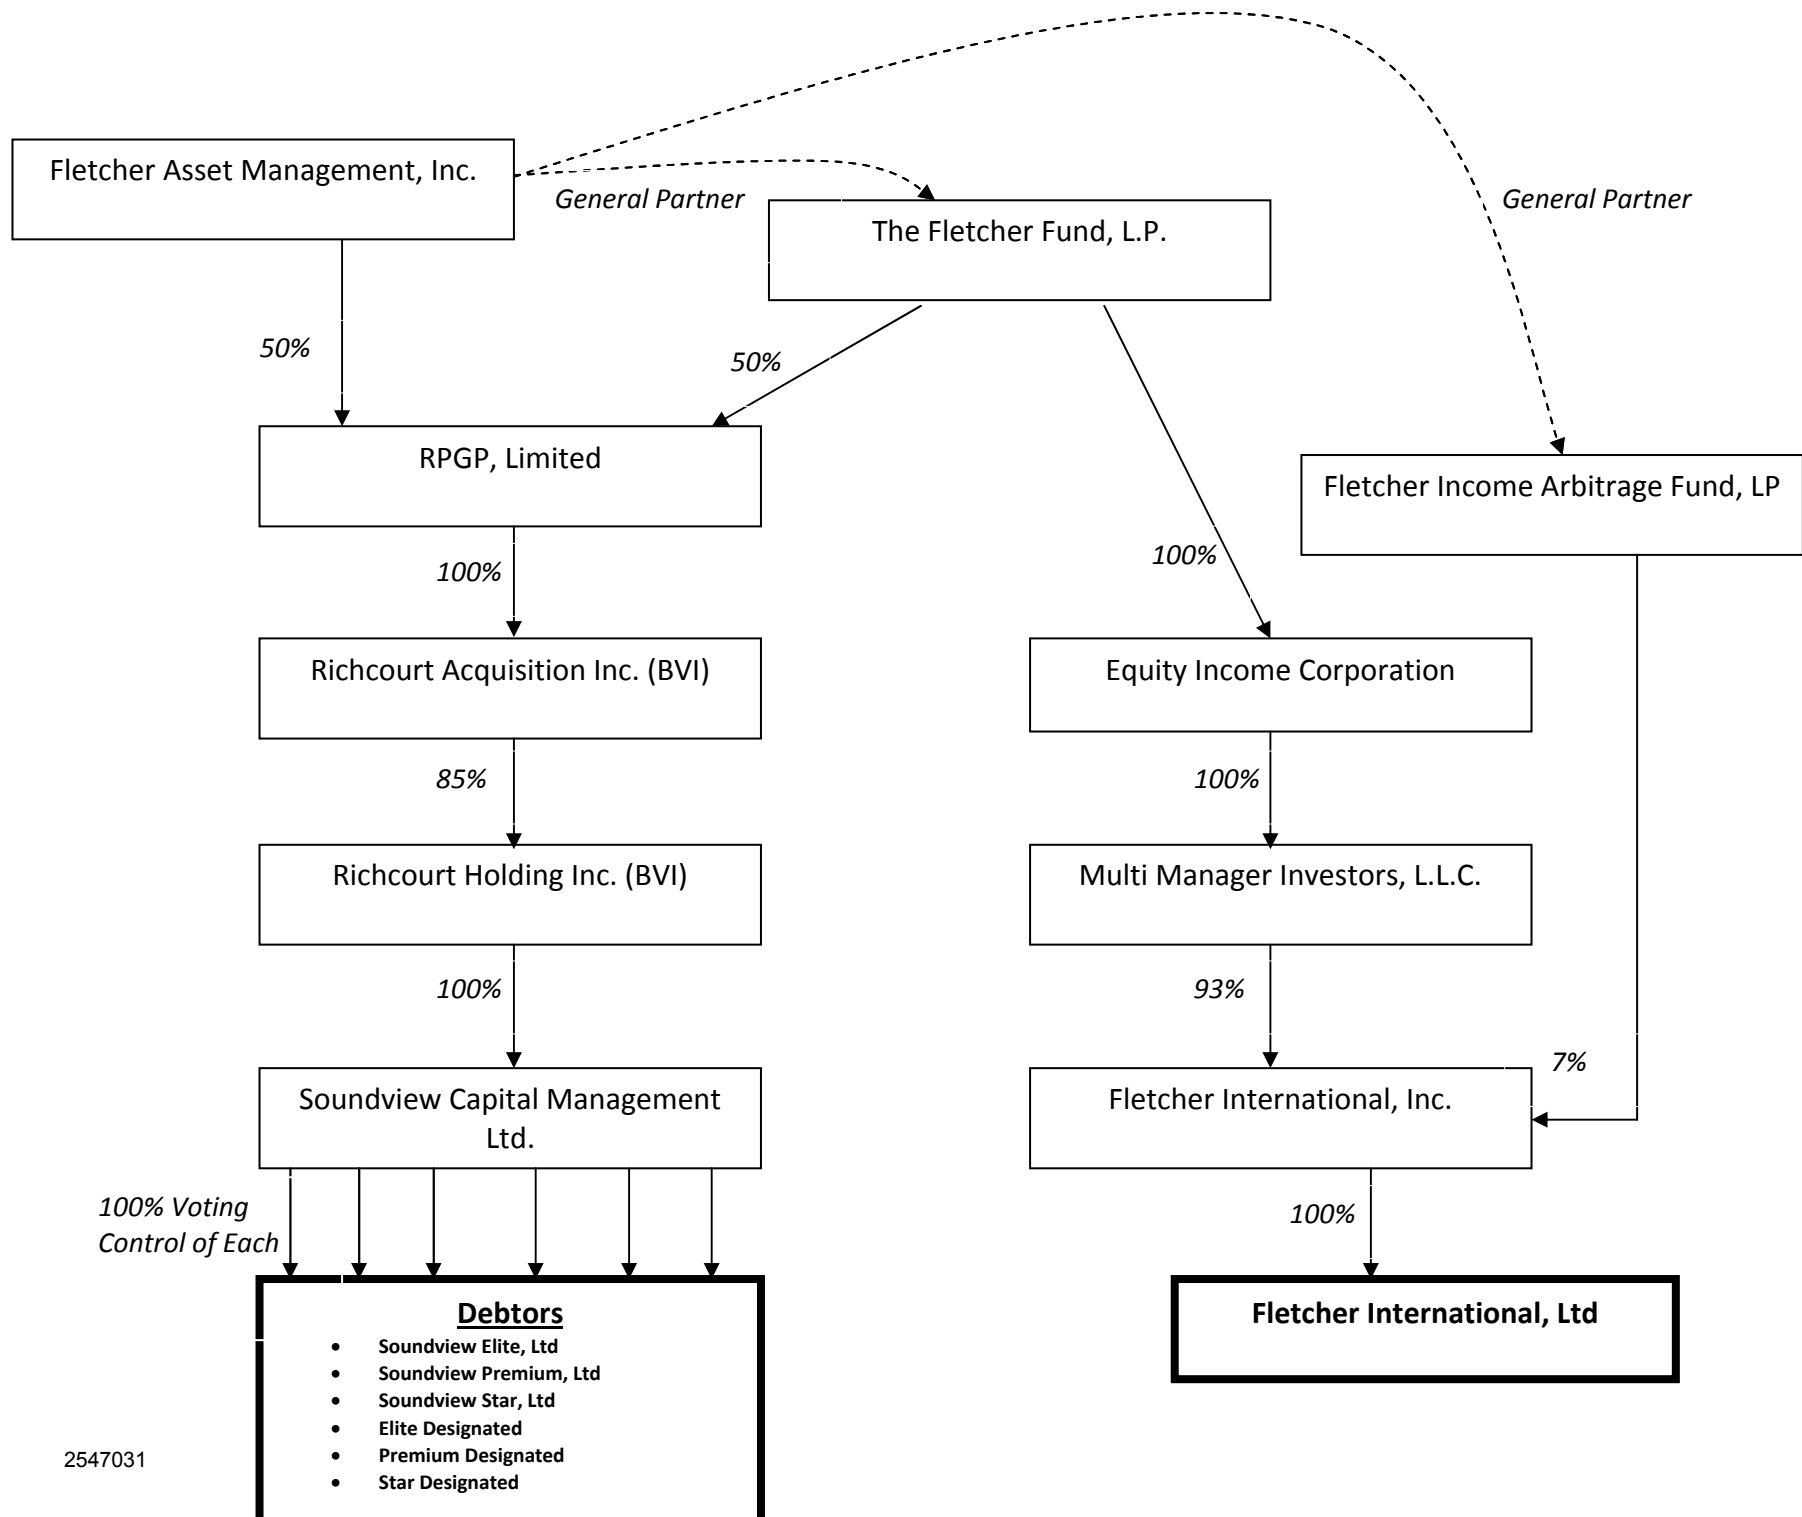 Fletcher Asset Management, Inc.
General Partner
General Partner
The Fletcher Fund, L.P.
50%
50%
RPGP, Limited
Fletcher Income Arbitrage Fund, LP
100%
100%
Richcourt Acquisition Inc. (BVI)
Equity Income Corporation
85%
100%
Richcourt Holding Inc. (BVI)
Multi Manager Investors, L.L.C.
100%
93%
7%
Soundview Capital Management
Ltd.
Fletcher International, Inc.
100% Voting
Control of Each
100%
Debtors
• Soundview Elite, Ltd
• Soundview Premium, Ltd
• Soundview Star, Ltd
• Elite Designated
• Premium Designated
• Star Designated
Fletcher International, Ltd
2547031